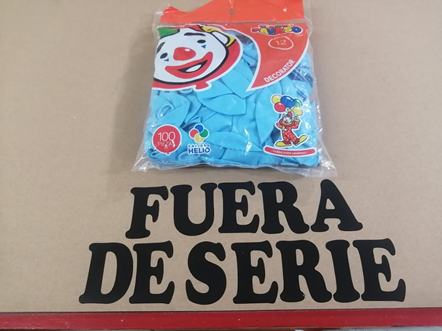 12
DECORATOR
100
HELIO
FUERA
DE SERIE